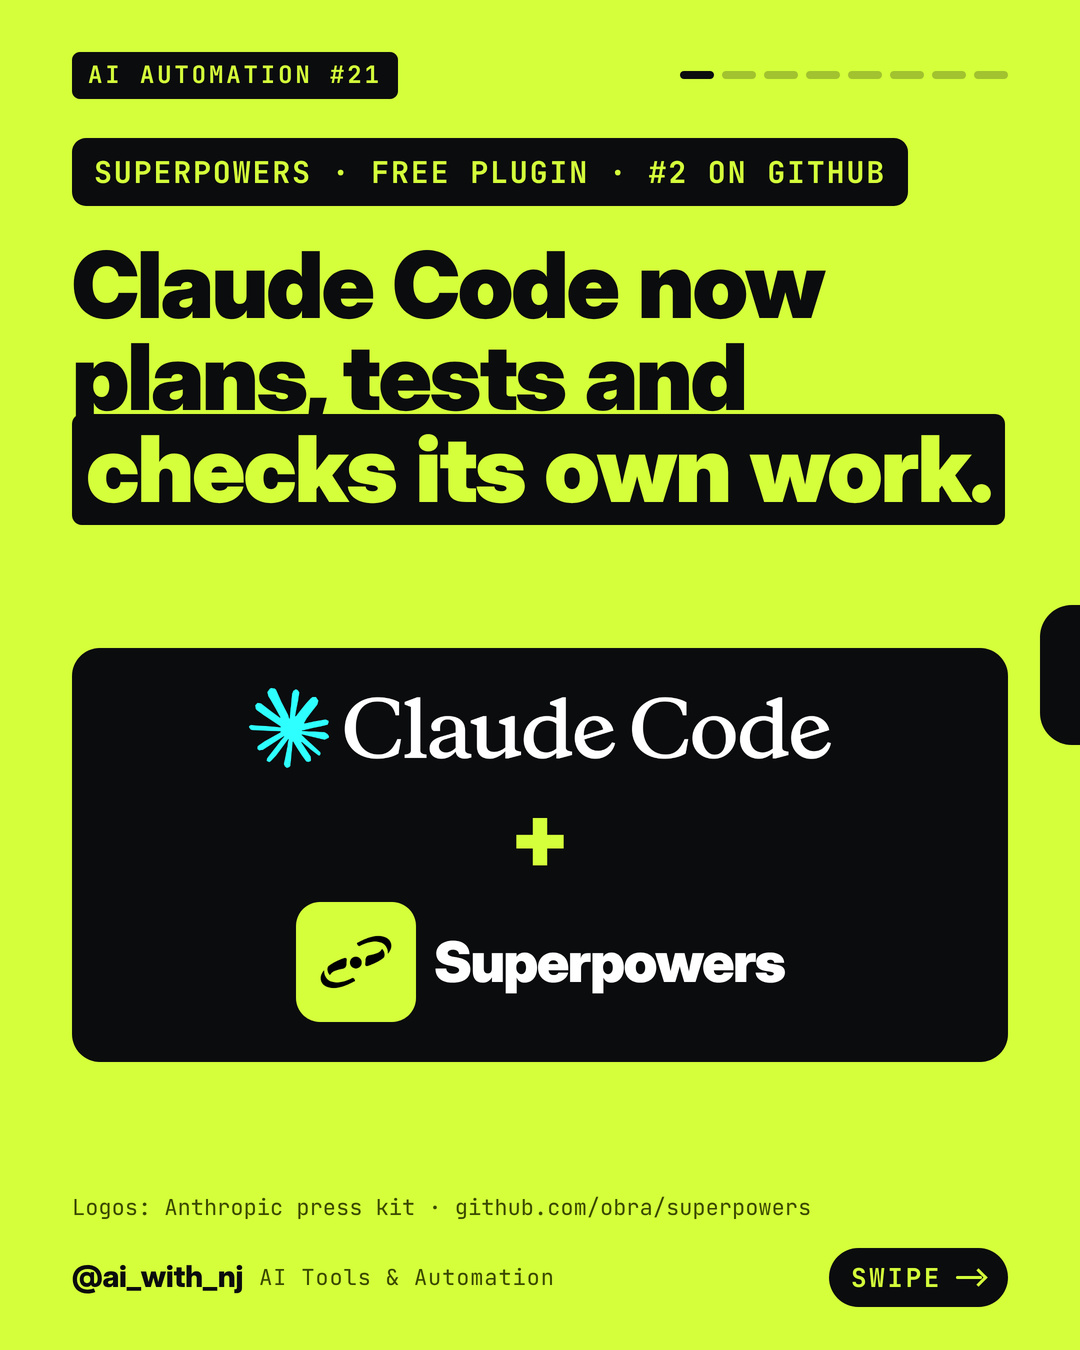 AI AUTOMATION #21
SUPERPOWERS · FREE PLUGIN · #2 ON GITHUB
Claude Code now
plans, tests and
checks its own work.
Claude Code
+
Superpowers
Logos: Anthropic press kit · github.com/obra/superpowers
@ai_with_nj AI Tools & Automation
SWIPE →